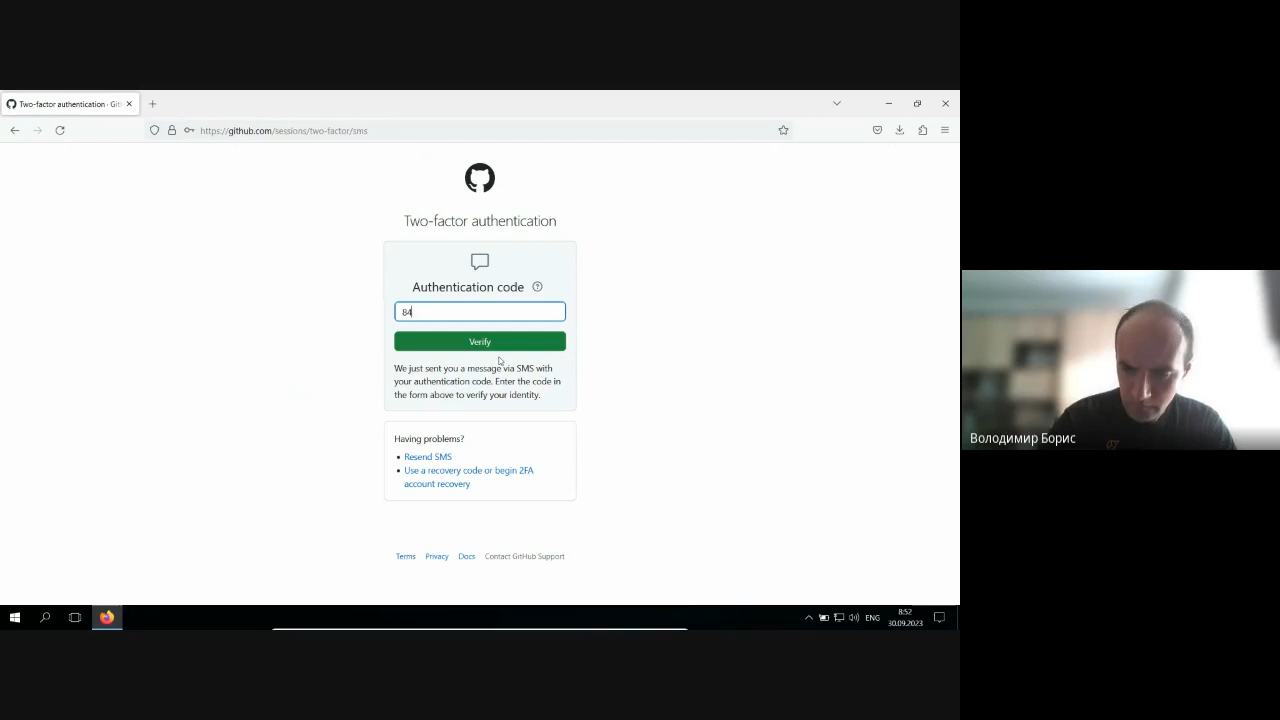 Two-factor authentication · Git
https://github.com/sessions/two-factor/sms
Two-factor authentication
Authentication code
84
Verify
We just sent you a message via SMS with
your authentication code. Enter the code in
the form above to verify your identity.
Having problems?
Resend SMS
Use a recovery code or begin 2FA
account recovery
Terms Privacy Docs Contact GitHub Support
ENG
8:52
30.09.2023
Володимир Борис